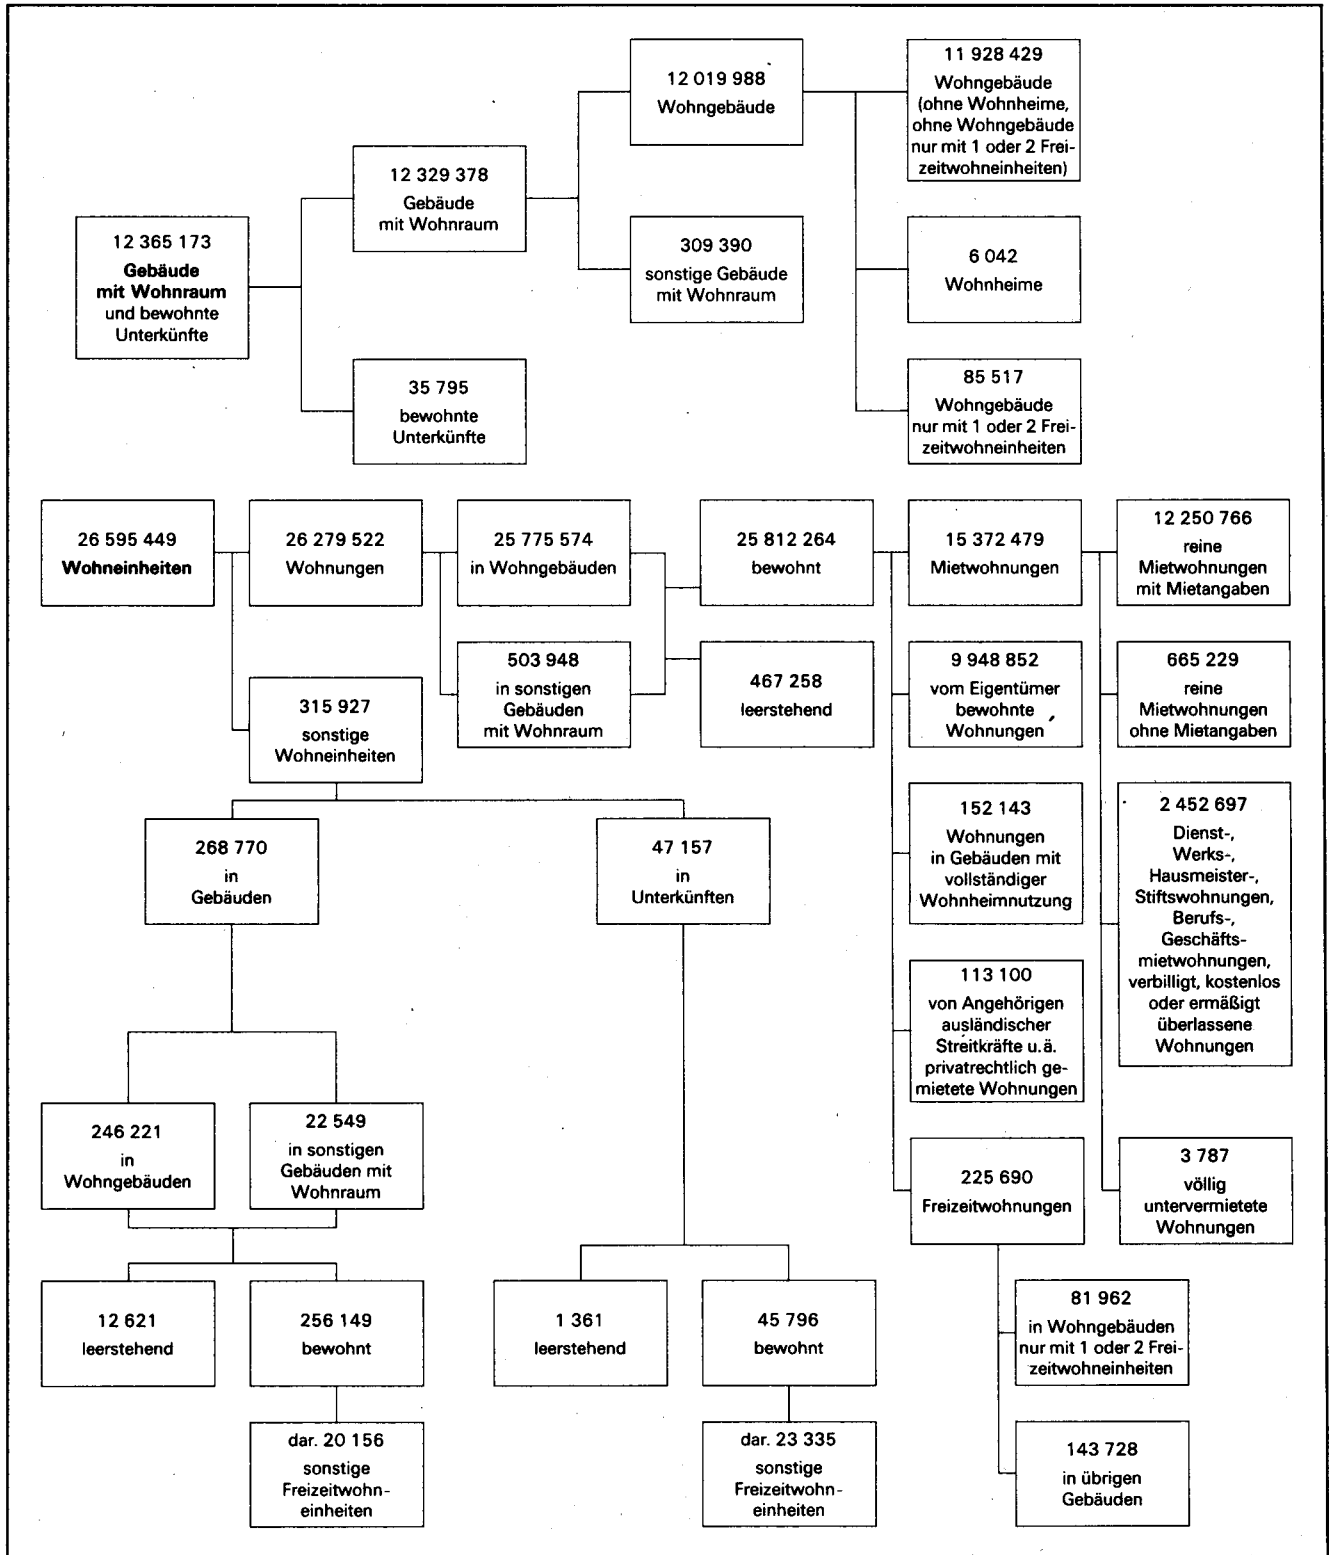 12 365 173
Gebäude
mit Wohnraum
und bewohnte
Unterkünfte
12 329 378
Gebäude
mit Wohnraum
35 795
bewohnte
Unterkünfte
12 019 988
Wohngebäude
309 390
sonstige Gebäude
mit Wohnraum
11 928 429
Wohngebäude
(ohne Wohnheime,
ohne Wohngebäude
nur mit 1 oder 2 Frei-
zeitwohneinheiten)
6 042
Wohnheime
85 517
Wohngebäude
nur mit 1 oder 2 Frei-
zeitwohneinheiten
26 595 449
Wohneinheiten
26 279 522
Wohnungen
315 927
sonstige
Wohneinheiten
25 775 574
in Wohngebäuden
503 948
in sonstigen
Gebäuden
mit Wohnraum
25 812 264
bewohnt
467 258
leerstehend
15 372 479
Mietwohnungen
9 948 852
vom Eigentümer
bewohnte
Wohnungen
152 143
Wohnungen
in Gebäuden mit
vollständiger
Wohnheimnutzung
113 100
von Angehörigen
ausländischer
Streitkräfte u.ä.
privatrechtlich ge-
mietete Wohnungen
225 690
Freizeitwohnungen
12 250 766
reine
Mietwohnungen
mit Mietangaben
665 229
reine
Mietwohnungen
ohne Mietangaben
2 452 697
Dienst-,
Werks-,
Hausmeister-,
Stiftswohnungen,
Berufs-,
Geschäfts-
mietwohnungen,
verbilligt, kostenlos
oder ermäßigt
überlassene
Wohnungen
3 787
völlig
untervermietete
Wohnungen
81 962
in Wohngebäuden
nur mit 1 oder 2 Frei-
zeitwohneinheiten
143 728
in übrigen
Gebäuden
268 770
in
Gebäuden
47 157
in
Unterkünften
246 221
in
Wohngebäuden
22 549
in sonstigen
Gebäuden mit
Wohnraum
12 621
leerstehend
256 149
bewohnt
dar. 20 156
sonstige
Freizeitwohn-
einheiten
1 361
leerstehend
45 796
bewohnt
dar. 23 335
sonstige
Freizeitwohn-
einheiten